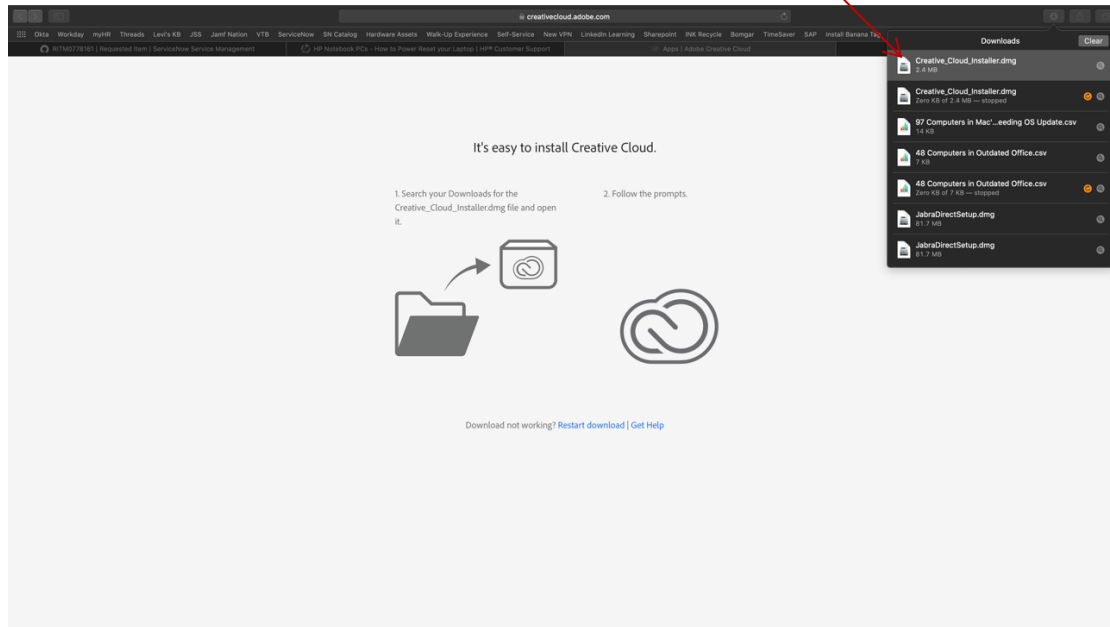 creativecloud.adobe.com
Okta Workday myHR Threads Levi's KB JSS Jamf Nation VTB ServiceNow SN Catalog Hardware Assets Walk-Up Experience Self-Service New VPN LinkedIn Learning Sharepoint INK Recycle Bomgar TimeSaver SAP Install Banana Tag
RITM0778161 | Requested Item | ServiceNow Service Management
HP Notebook PCs - How to Power Reset your Laptop | HP® Customer Support
Apps | Adobe Creative Cloud
Downloads
Clear
Creative_Cloud_Installer.dmg
2.4 MB
Creative_Cloud_Installer.dmg
Zero KB of 2.4 MB — stopped
97 Computers in Mac'...eeding OS Update.csv
14 KB
48 Computers in Outdated Office.csv
7 KB
48 Computers in Outdated Office.csv
Zero KB of 7 KB — stopped
JabraDirectSetup.dmg
81.7 MB
JabraDirectSetup.dmg
81.7 MB
It's easy to install Creative Cloud.
1. Search your Downloads for the
Creative_Cloud_Installer.dmg file and open
it.
2. Follow the prompts.
Download not working? Restart download | Get Help